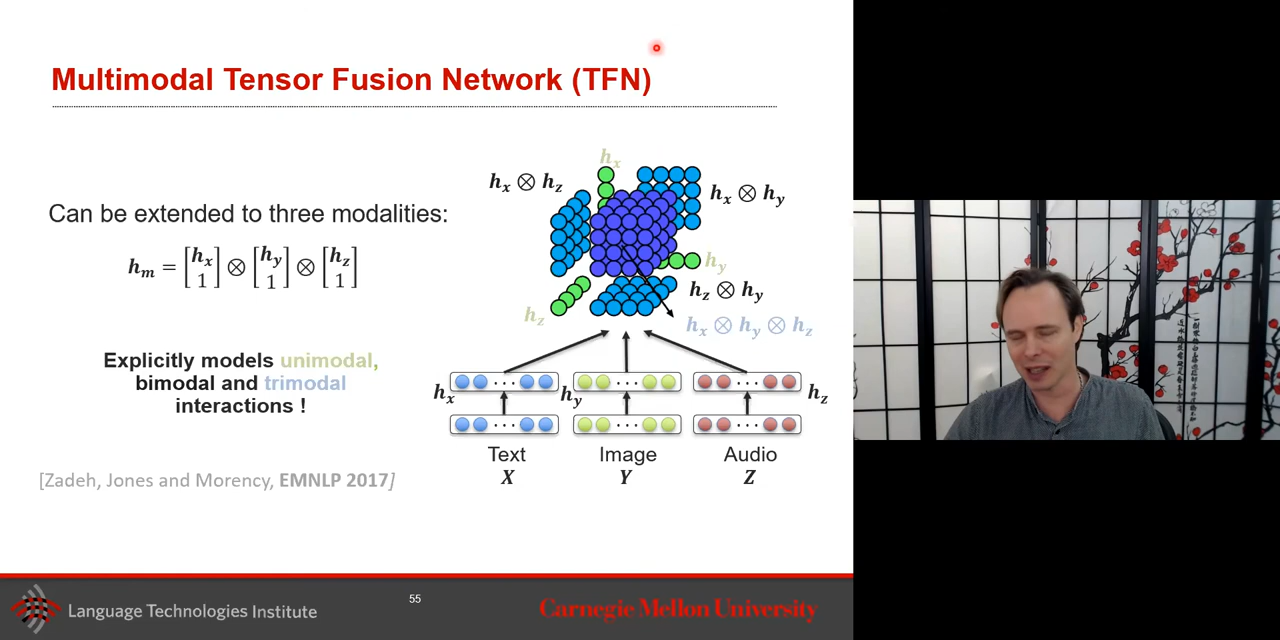 Multimodal Tensor Fusion Network (TFN)
Can be extended to three modalities:
h_m = [h_x 1] ⊗ [h_y 1] ⊗ [h_z 1]
Explicitly models unimodal,
bimodal and trimodal
interactions !
[Zadeh, Jones and Morency, EMNLP 2017]
h_x
h_x ⊗ h_z
h_x ⊗ h_y
h_y
h_z ⊗ h_y
h_z
h_x ⊗ h_y ⊗ h_z
h_x
h_y
h_z
Text
X
Image
Y
Audio
Z
Language Technologies Institute
55
Carnegie Mellon University